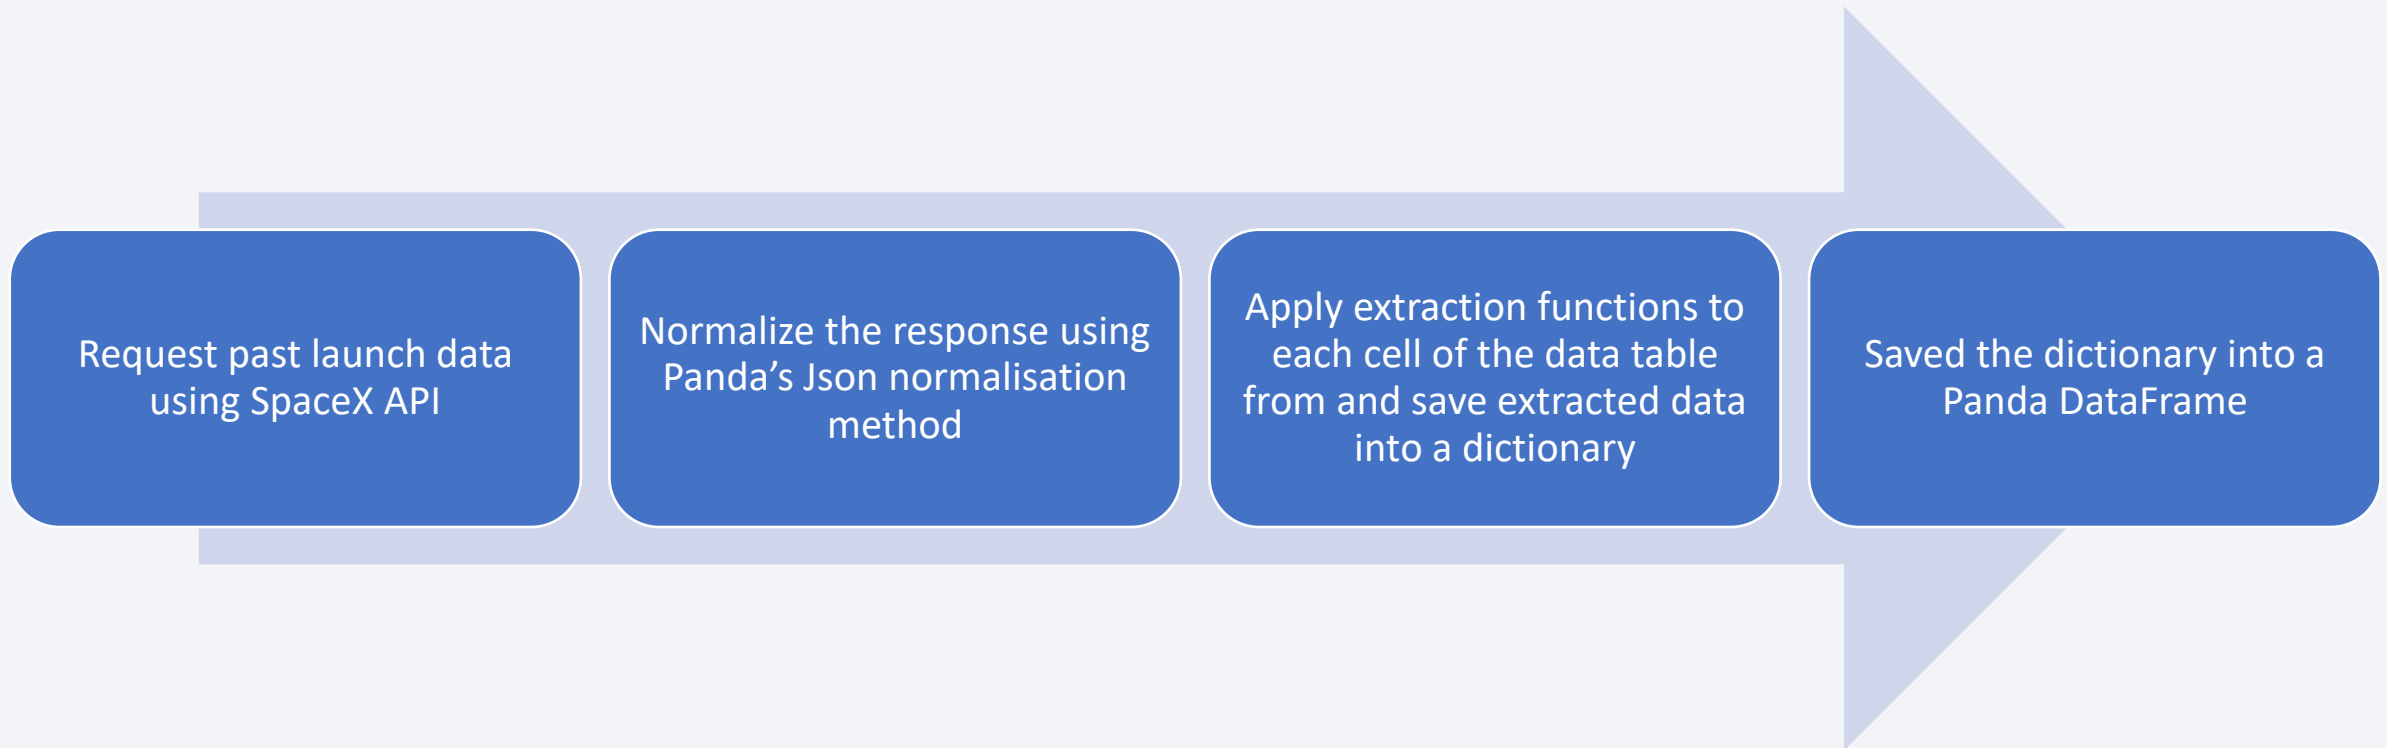 Request past launch data
using SpaceX API
Normalize the response using
Panda’s Json normalisation
method
Apply extraction functions to
each cell of the data table
from and save extracted data
into a dictionary
Saved the dictionary into a
Panda DataFrame